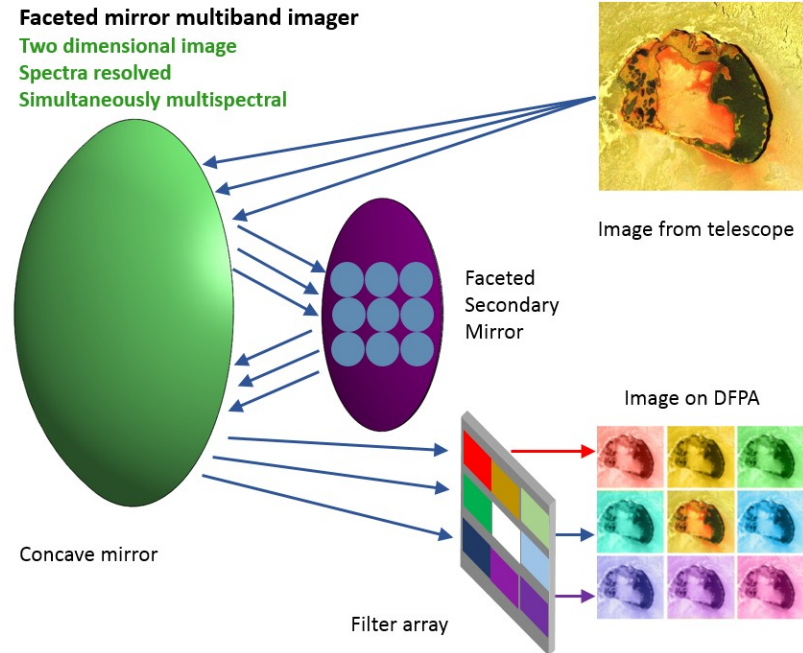 Faceted mirror multiband imager
Two dimensional image
Spectra resolved
Simultaneously multispectral
Image from telescope
Faceted
Secondary
Mirror
Image on DFPA
Concave mirror
Filter array